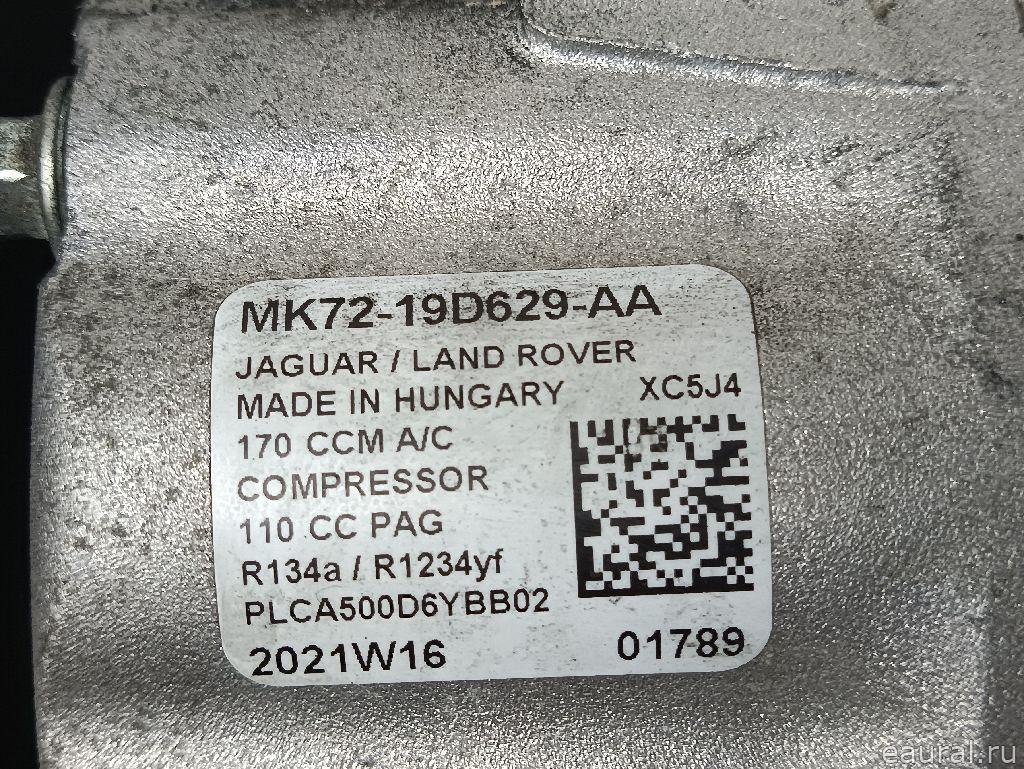 MK72-19D629-AA
JAGUAR / LAND ROVER
MADE IN HUNGARY XC5J4
170 CCM A/C
COMPRESSOR
110 CC PAG
R134a / R1234yf
PLCA500D6YBB02
2021W16 01789
eaural.ru